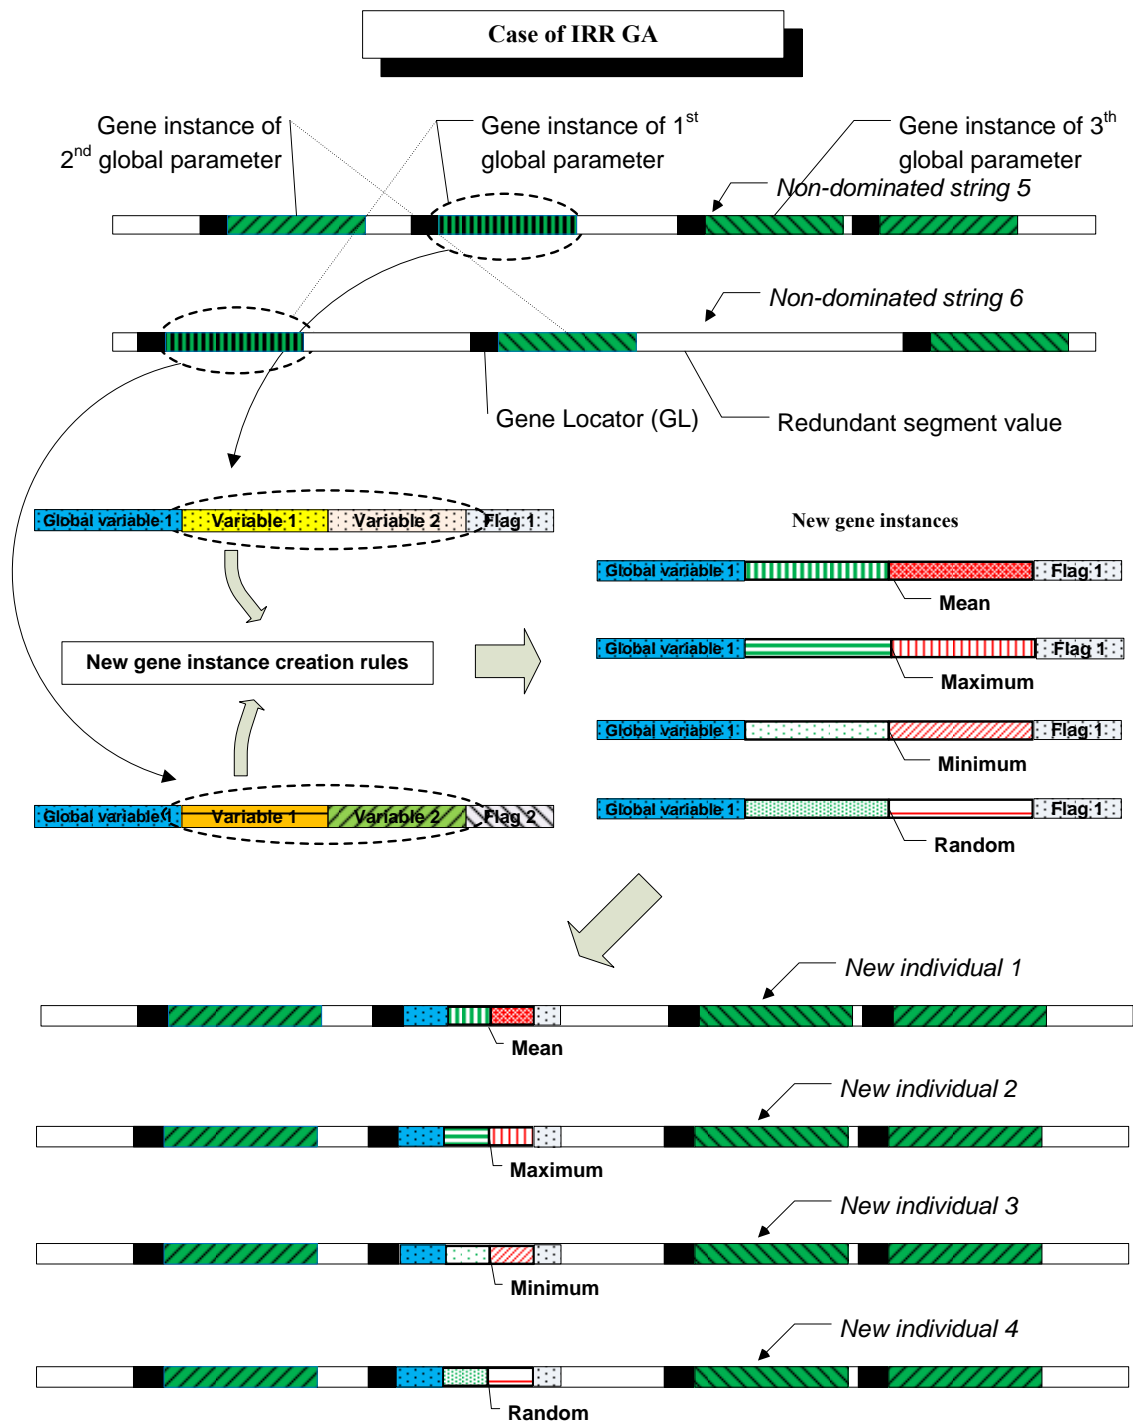 Case of IRR GA
Gene instance of
2nd global parameter
Gene instance of 1st
global parameter
Gene instance of 3th
global parameter
Non-dominated string 5
Non-dominated string 6
Gene Locator (GL)
Redundant segment value
Global variable 1
Variable 1
Variable 2
Flag 1
New gene instances
Global variable 1
Flag 1
Mean
New gene instance creation rules
Global variable 1
Flag 1
Maximum
Global variable 1
Flag 1
Minimum
Global variable 1
Variable 1
Variable 2
Flag 2
Global variable 1
Flag 1
Random
New individual 1
Mean
New individual 2
Maximum
New individual 3
Minimum
New individual 4
Random